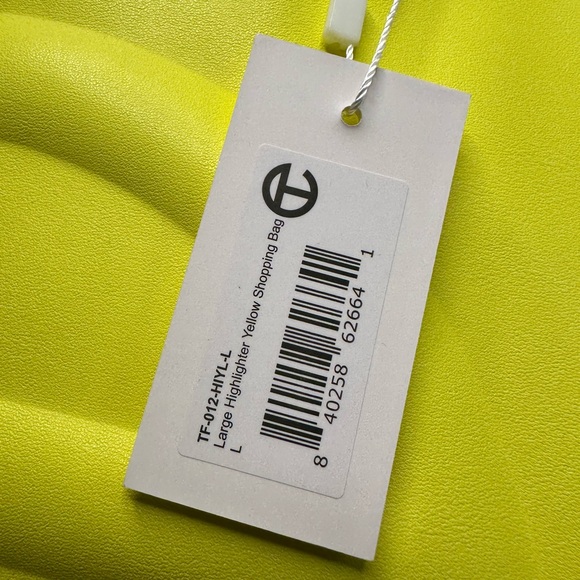 TF-012-HIYL-L
Large Highlighter Yellow Shopping Bag
L
8 40258 62664 1